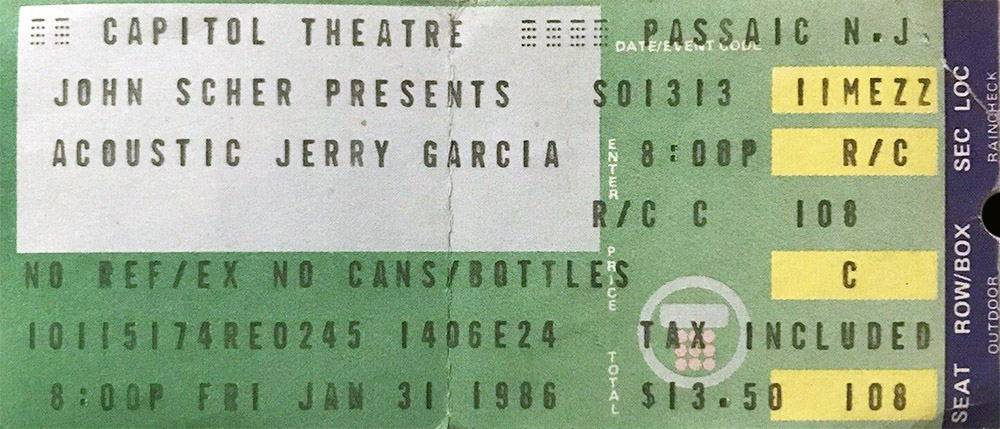 CAPITOL THEATRE PASSAIC N.J.
DATE/EVENT CODE
JOHN SCHER PRESENTS S01313 11MEZZ
ACOUSTIC JERRY GARCIA 8:00P R/C
ENTER
R/C C 108
NO REF/EX NO CANS/BOTTLES C
PRICE
10115174RE0245 1406E24 TAX INCLUDED
TOTAL
8:00P FRI JAN 31 1986 $13.50 108
SEAT ROW/BOX SEC LOC
OUTDOOR RAINCHECK